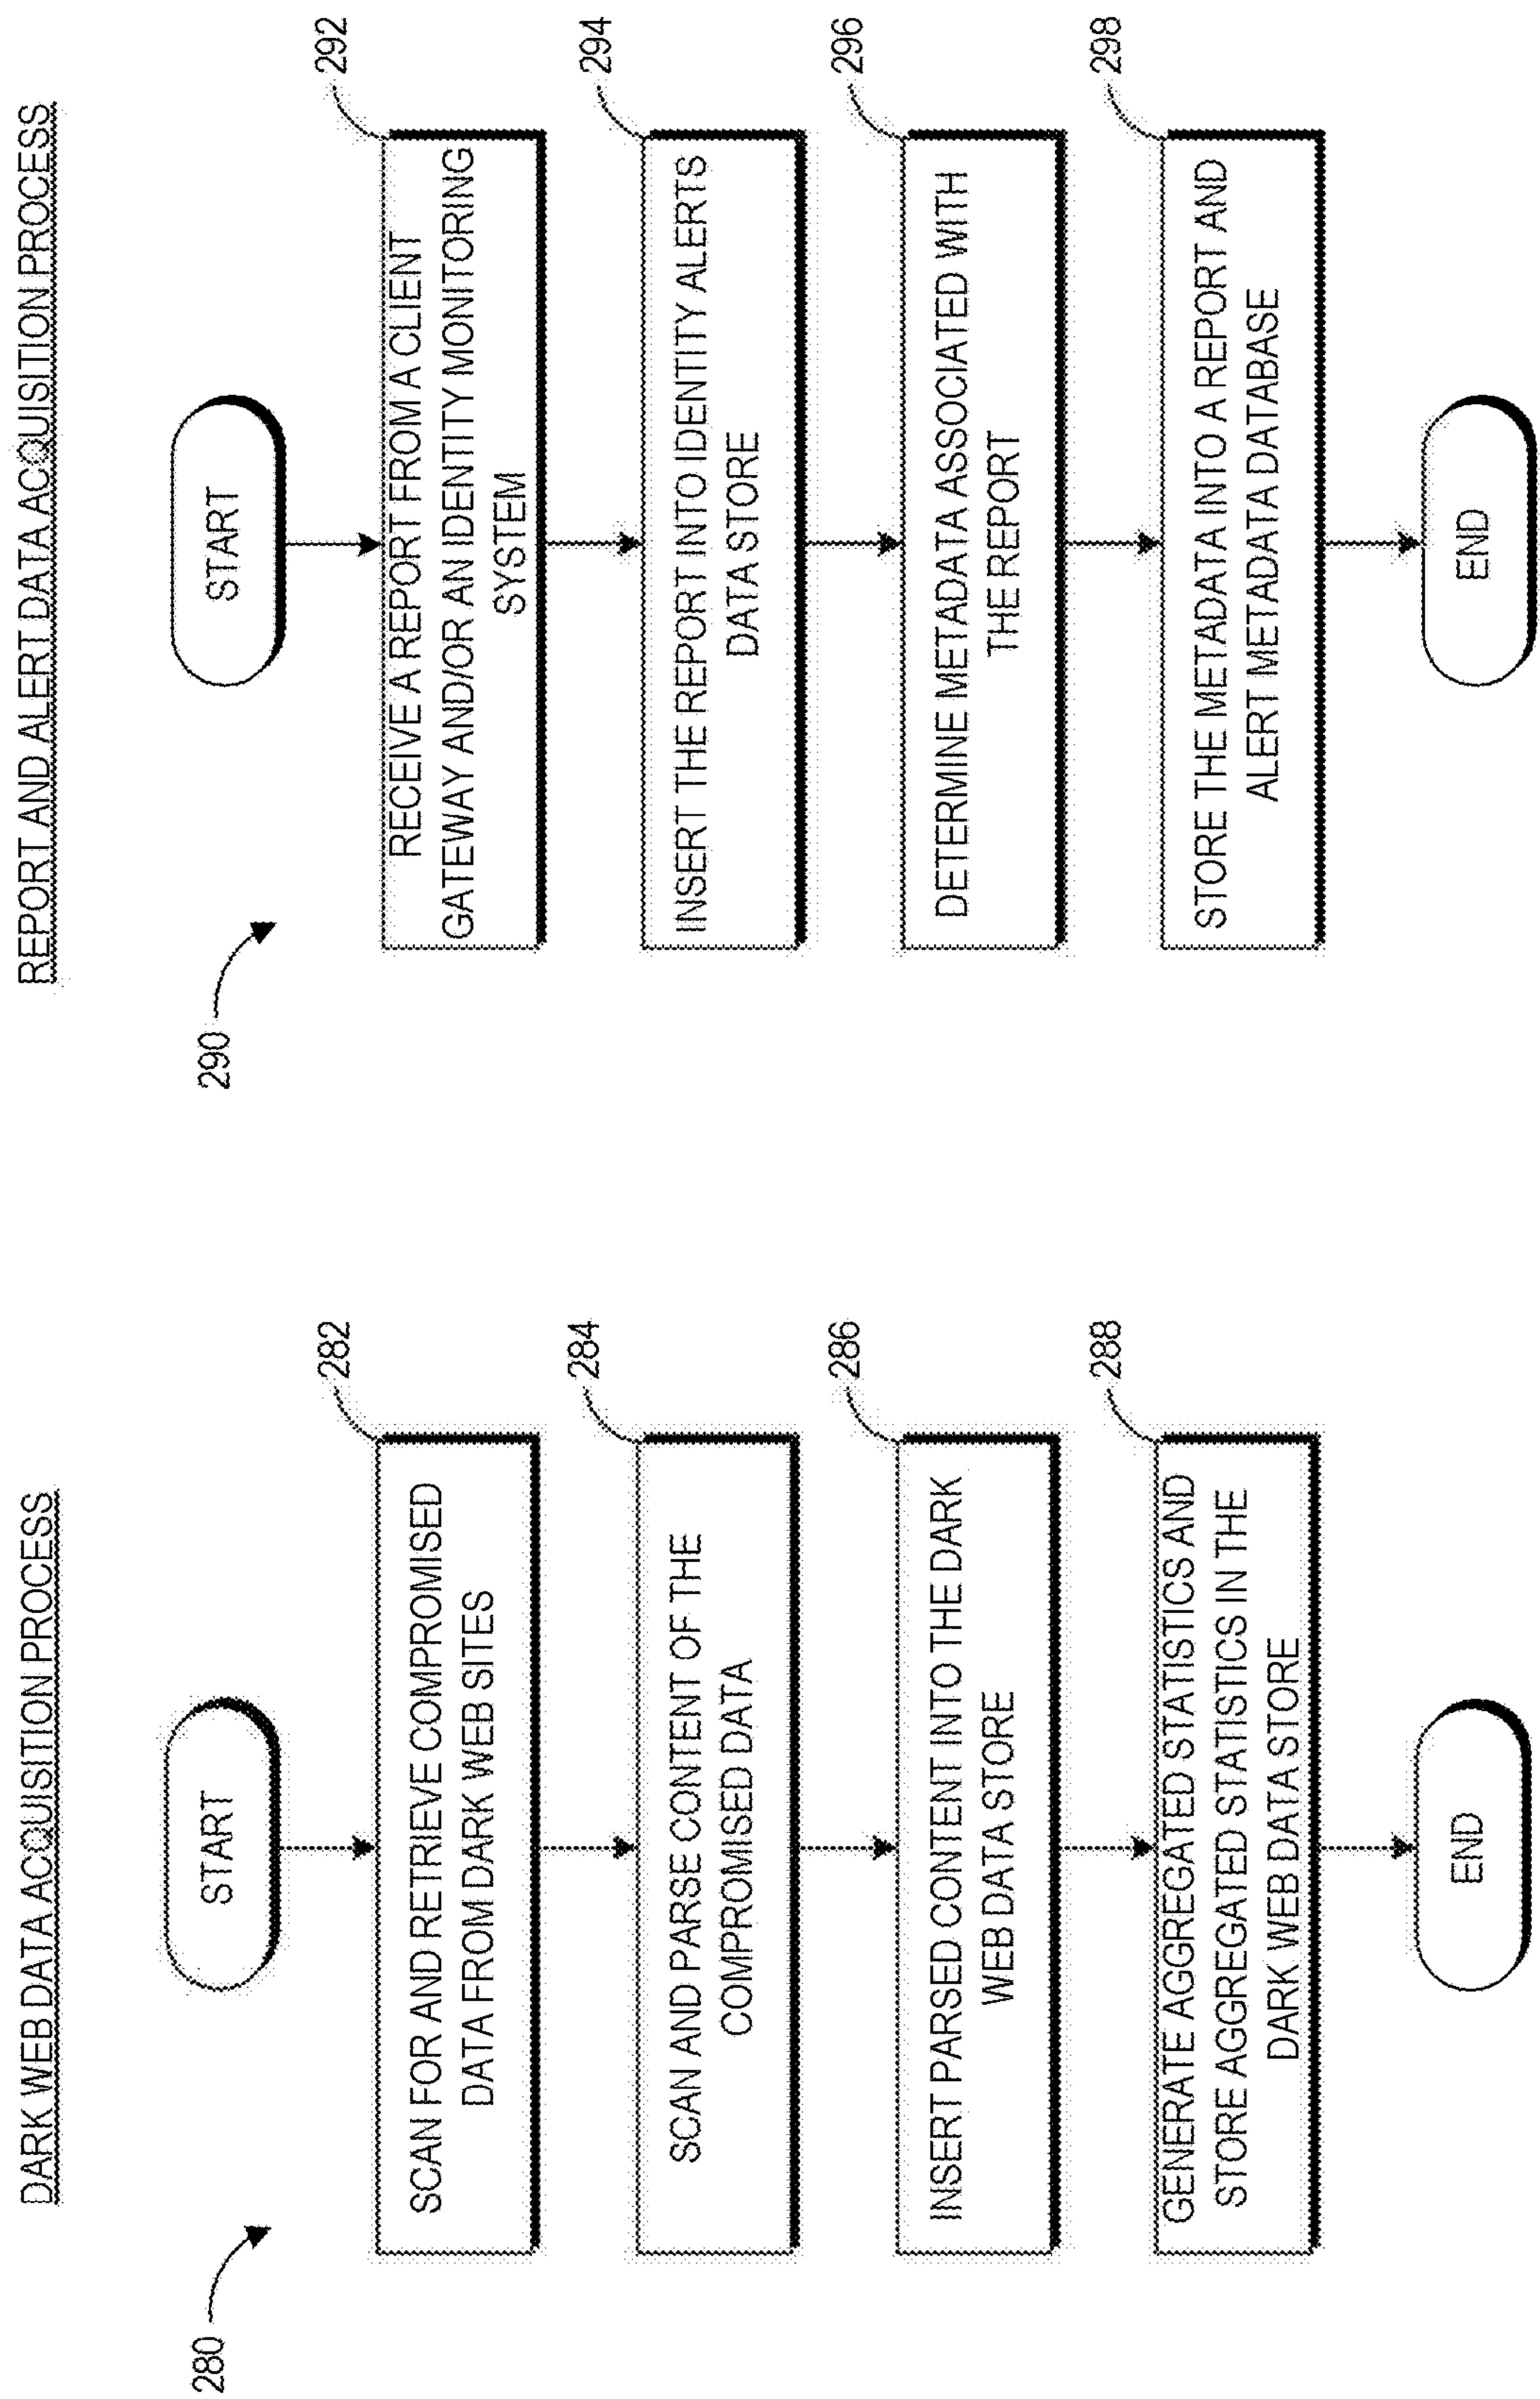 DARK WEB DATA ACQUISITION PROCESS
280
START
282
SCAN FOR AND RETRIEVE COMPROMISED
DATA FROM DARK WEB SITES
284
SCAN AND PARSE CONTENT OF THE
COMPROMISED DATA
286
INSERT PARSED CONTENT INTO THE DARK
WEB DATA STORE
288
GENERATE AGGREGATED STATISTICS AND
STORE AGGREGATED STATISTICS IN THE
DARK WEB DATA STORE
END
REPORT AND ALERT DATA ACQUISITION PROCESS
290
START
292
RECEIVE A REPORT FROM A CLIENT
GATEWAY AND/OR AN IDENTITY MONITORING
SYSTEM
294
INSERT THE REPORT INTO IDENTITY ALERTS
DATA STORE
296
DETERMINE METADATA ASSOCIATED WITH
THE REPORT
298
STORE THE METADATA INTO A REPORT AND
ALERT METADATA DATABASE
END